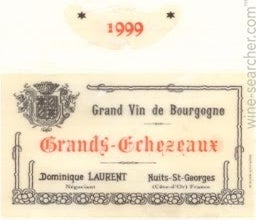 * 1999 *
Grand Vin de Bourgogne
Grands-Echezeaux
Dominique LAURENT Nuits-St-Georges
Négociant (Côte-d'Or) France
wine-searcher.com